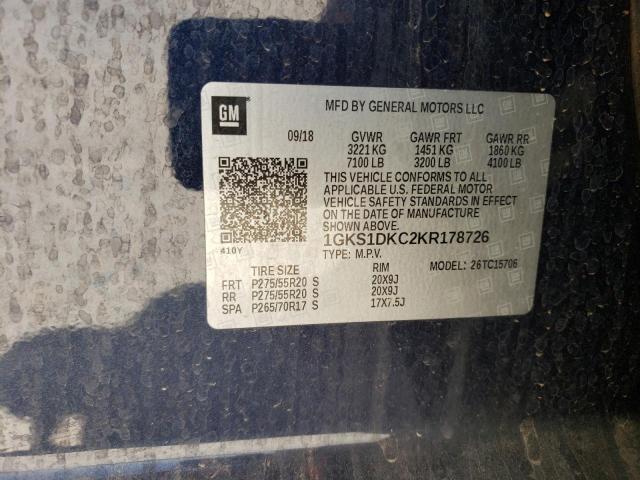 GM
MFD BY GENERAL MOTORS LLC
09/18 GVWR GAWR FRT GAWR RR
3221 KG 1451 KG 1860 KG
7100 LB 3200 LB 4100 LB
THIS VEHICLE CONFORMS TO ALL
APPLICABLE U.S. FEDERAL MOTOR
VEHICLE SAFETY STANDARDS IN EFFECT
ON THE DATE OF MANUFACTURE
SHOWN ABOVE.
410Y
1GKS1DKC2KR178726
TYPE: M.P.V.
MODEL: 26TC15706
TIRE SIZE RIM
FRT P275/55R20 S 20X9J
RR P275/55R20 S 20X9J
SPA P265/70R17 S 17X7.5J